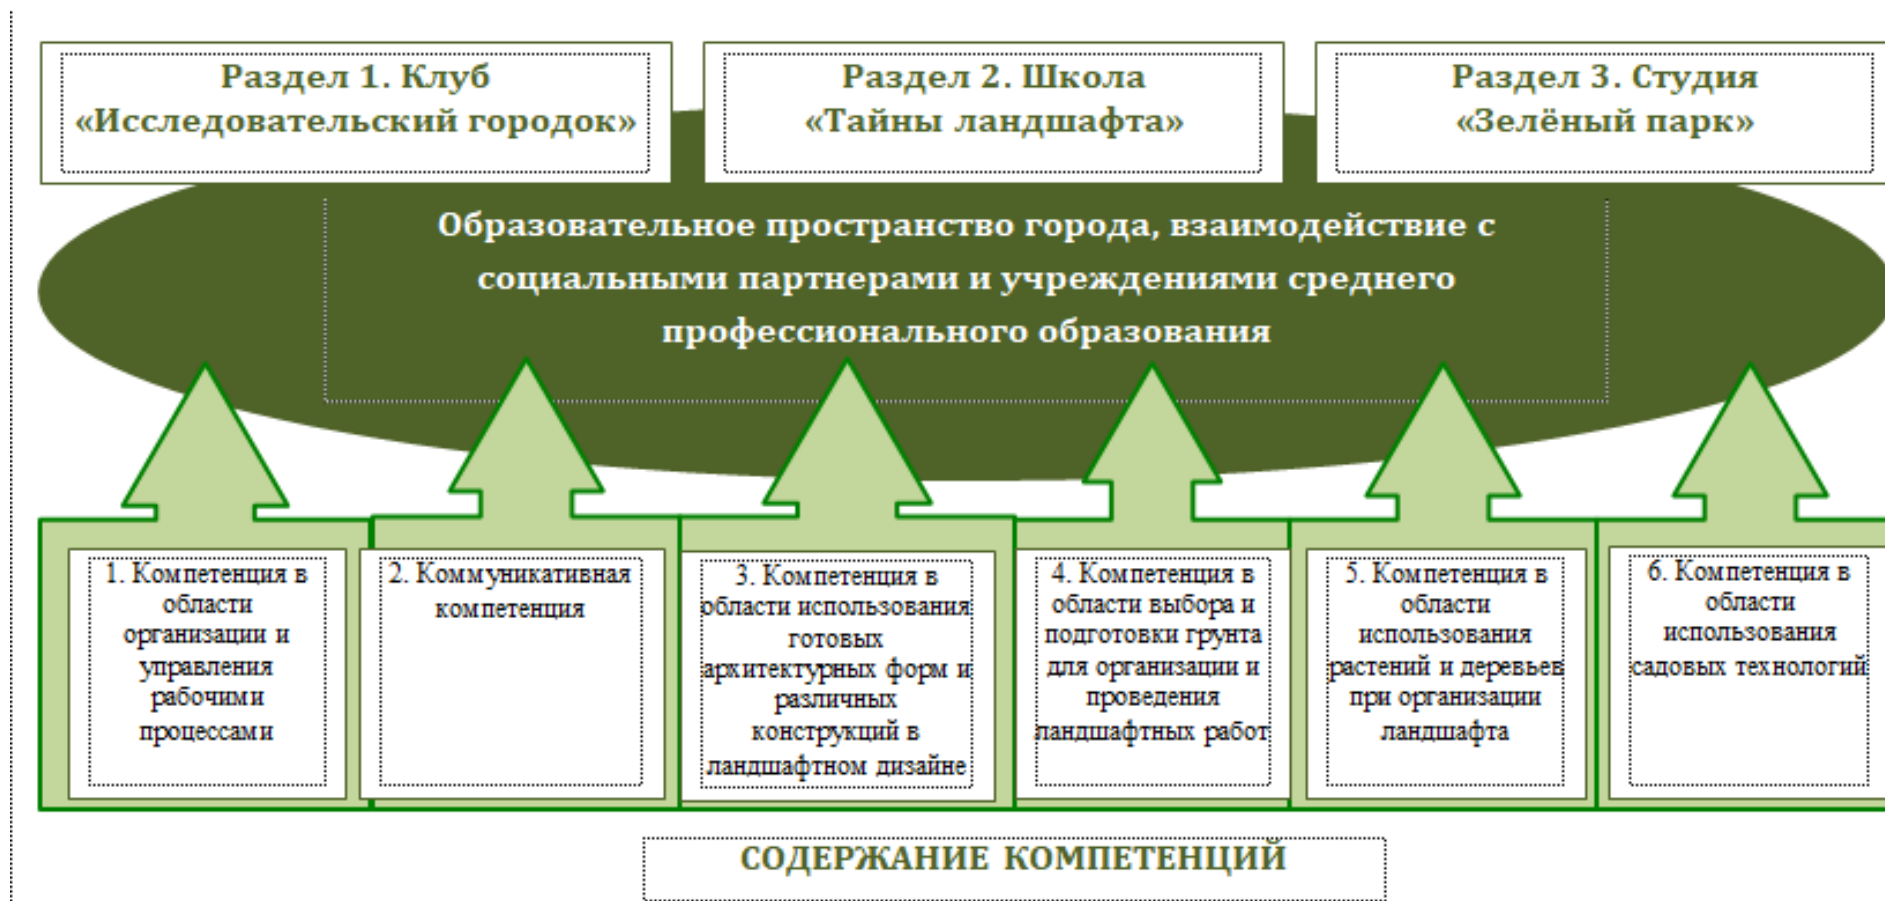 Раздел 1. Клуб
«Исследовательский городок»
Раздел 2. Школа
«Тайны ландшафта»
Раздел 3. Студия
«Зелёный парк»
Образовательное пространство города, взаимодействие с
социальными партнерами и учреждениями среднего
профессионального образования
1. Компетенция в
области
организации и
управления
рабочими
процессами
2. Коммуникативная
компетенция
3. Компетенция в
области использования
готовых
архитектурных форм и
различных
конструкций в
ландшафтном дизайне
4. Компетенция в
области выбора и
подготовки грунта
для организации и
проведения
ландшафтных работ
5. Компетенция в
области
использования
растений и деревьев
при организации
ландшафта
6. Компетенция в
области
использования
садовых технологий
СОДЕРЖАНИЕ КОМПЕТЕНЦИЙ